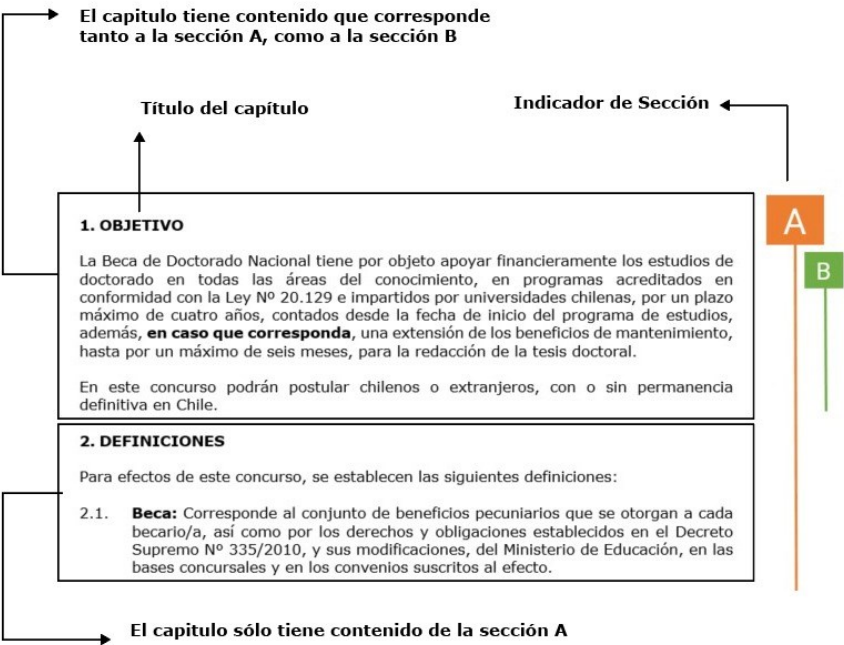 El capitulo tiene contenido que corresponde
tanto a la sección A, como a la sección B
Título del capítulo
Indicador de Sección
A
B
1. OBJETIVO
La Beca de Doctorado Nacional tiene por objeto apoyar financieramente los estudios de
doctorado en todas las áreas del conocimiento, en programas acreditados en
conformidad con la Ley Nº 20.129 e impartidos por universidades chilenas, por un plazo
máximo de cuatro años, contados desde la fecha de inicio del programa de estudios,
además, en caso que corresponda, una extensión de los beneficios de mantenimiento,
hasta por un máximo de seis meses, para la redacción de la tesis doctoral.
En este concurso podrán postular chilenos o extranjeros, con o sin permanencia
definitiva en Chile.
2. DEFINICIONES
Para efectos de este concurso, se establecen las siguientes definiciones:
2.1. Beca: Corresponde al conjunto de beneficios pecuniarios que se otorgan a cada
becario/a, así como por los derechos y obligaciones establecidos en el Decreto
Supremo Nº 335/2010, y sus modificaciones, del Ministerio de Educación, en las
bases concursales y en los convenios suscritos al efecto.
El capitulo sólo tiene contenido de la sección A